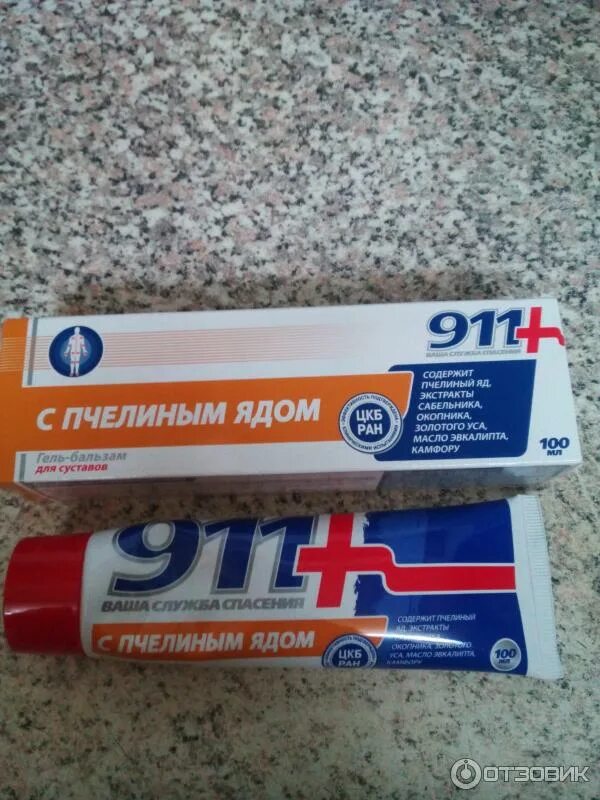 911+
ВАША СЛУЖБА СПАСЕНИЯ
С ПЧЕЛИНЫМ ЯДОМ
Гель-бальзам
для суставов
ЭФФЕКТИВНОСТЬ ПОДТВЕРЖДЕНА
ЦКБ
РАН
СОДЕРЖИТ
ПЧЕЛИНЫЙ ЯД,
ЭКСТРАКТЫ
САБЕЛЬНИКА,
ОКОПНИКА,
ЗОЛОТОГО УСА,
МАСЛО ЭВКАЛИПТА,
КАМФОРУ
100
МЛ
911+
ВАША СЛУЖБА СПАСЕНИЯ
С ПЧЕЛИНЫМ ЯДОМ
ЦКБ
РАН
СОДЕРЖИТ ПЧЕЛИНЫЙ
ЯД, ЭКСТРАКТЫ
ОКОПНИКА, ЗОЛОТОГО
УСА, МАСЛО ЭВКАЛИПТА,
КАМФОРУ
100
МЛ
ОТЗОВИК